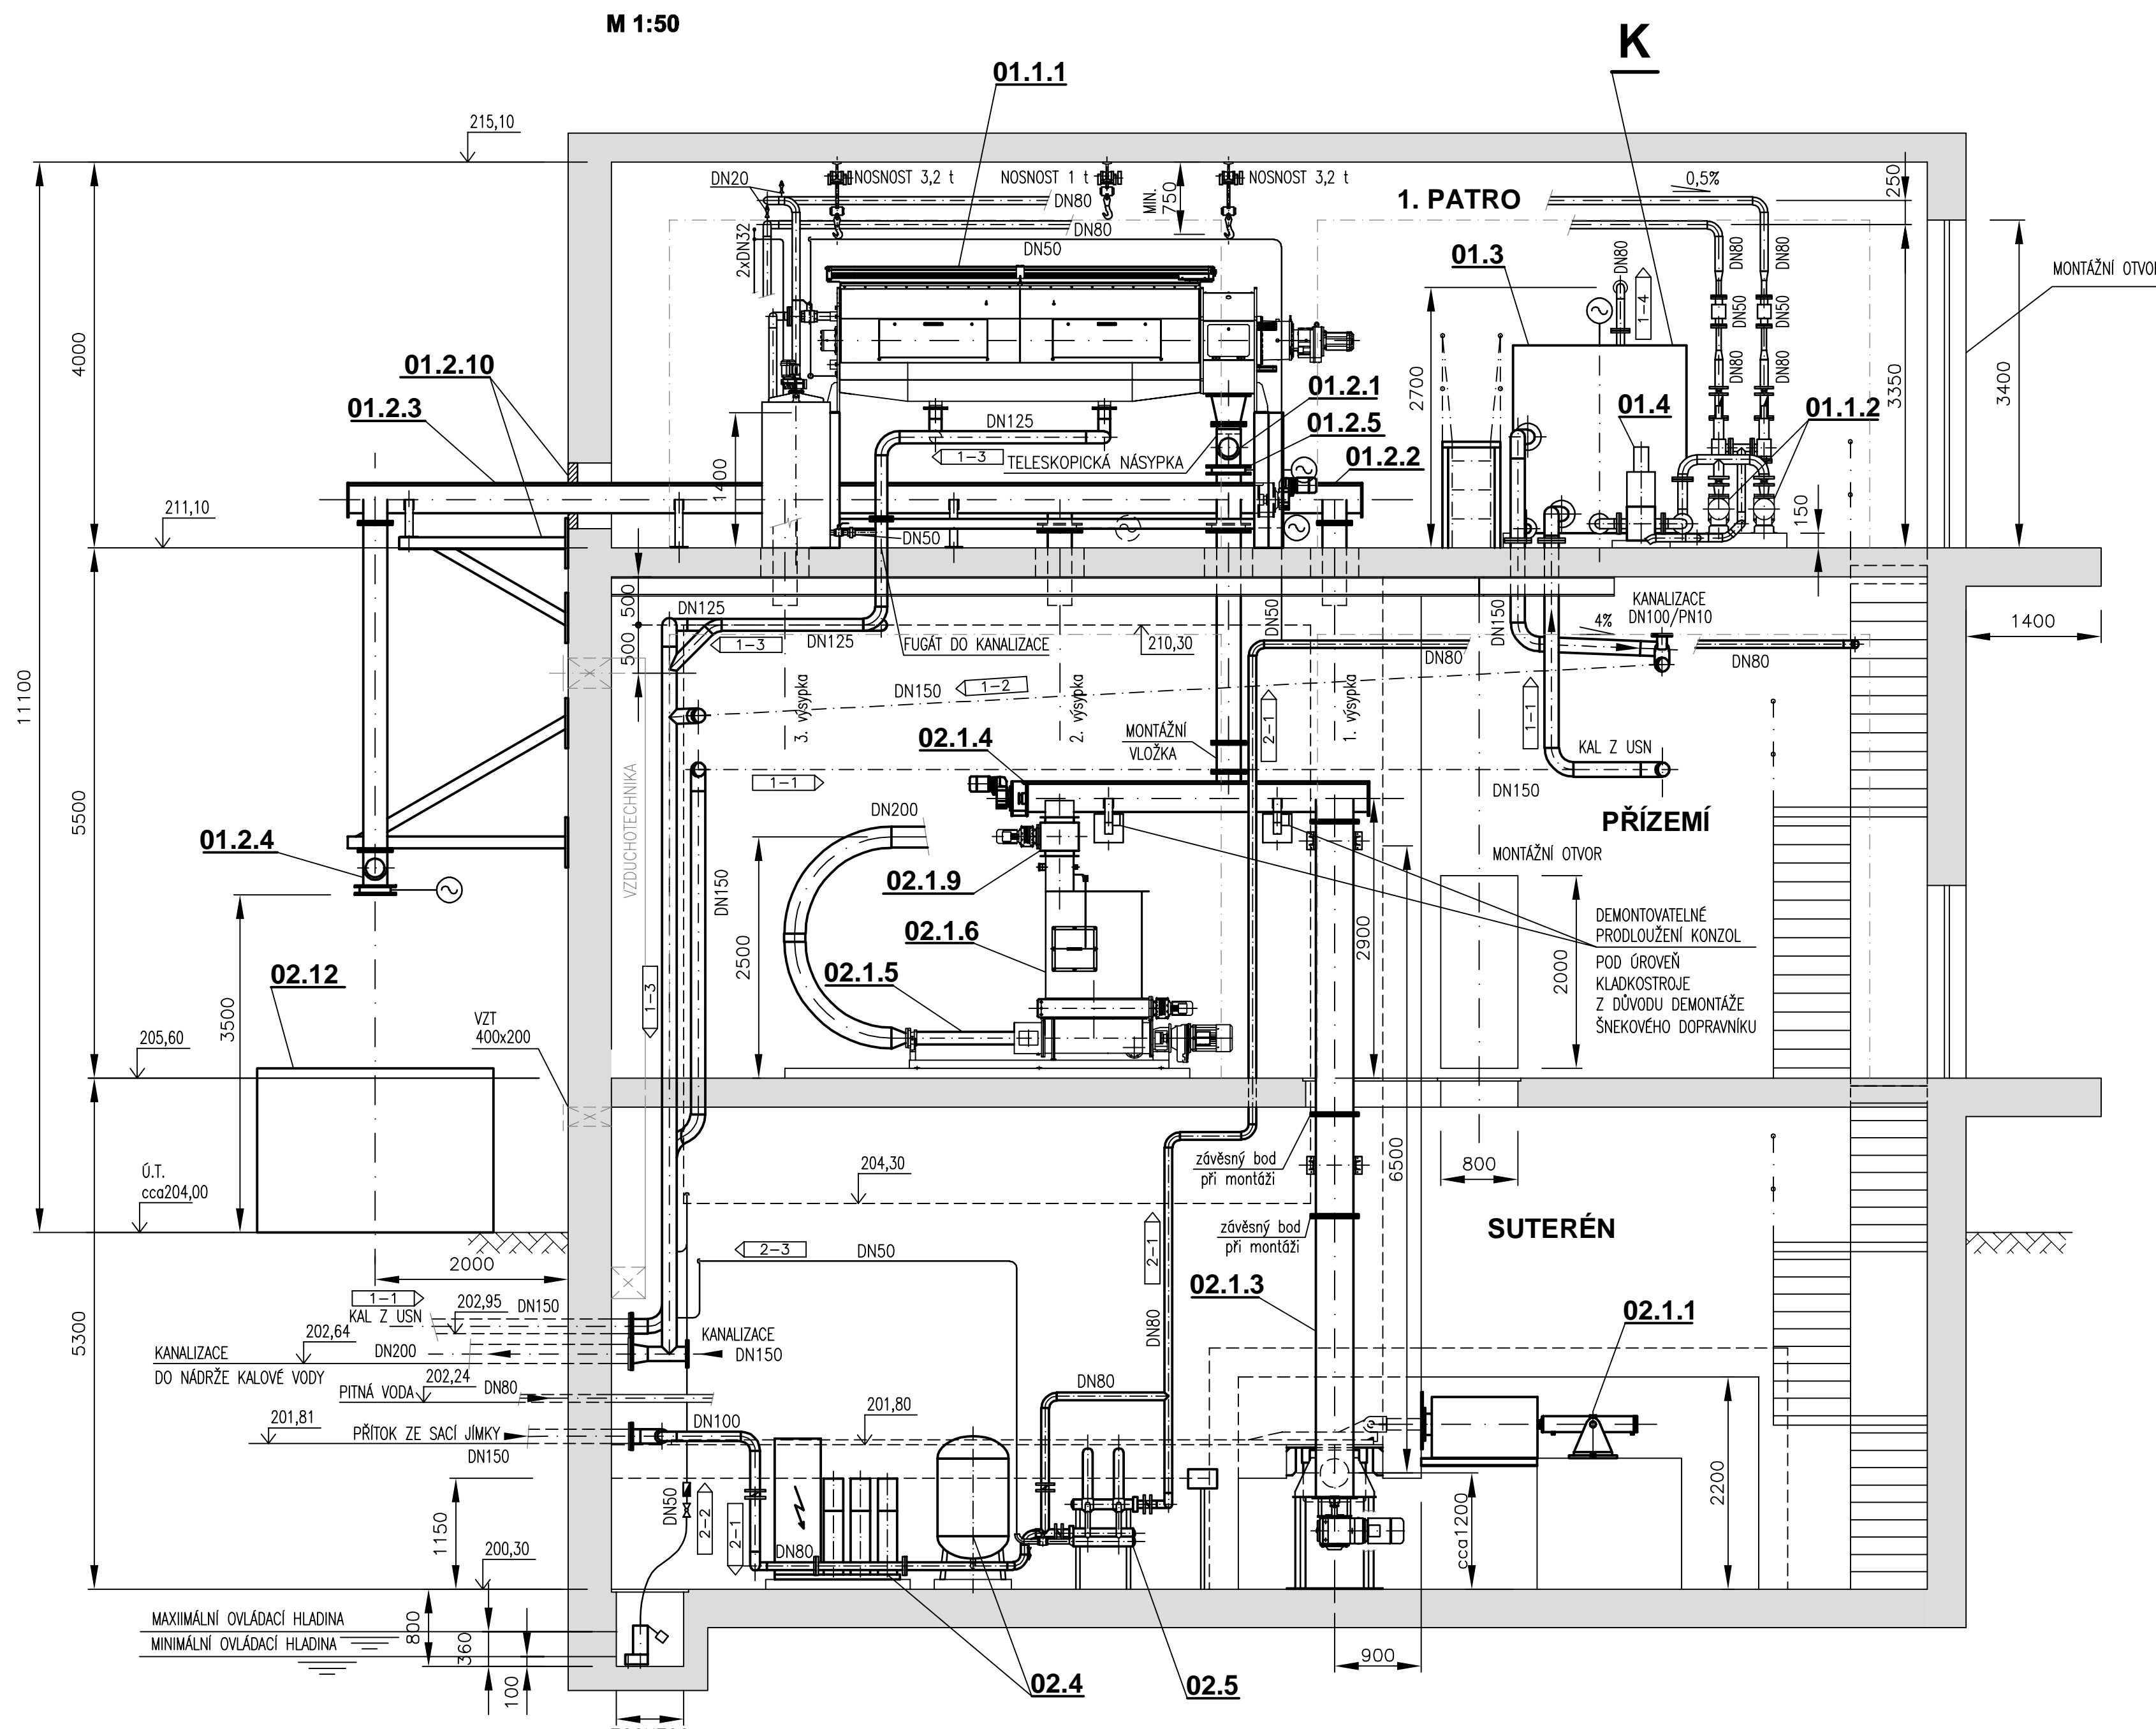 M 1:50
K
01.1.1
215,10
DN20
NOSNOST 3,2 t
NOSNOST 1 t
NOSNOST 3,2 t
MIN.
750
1. PATRO
0,5%
250
DN80
DN80
DN50
2xDN32
DN80
DN80
DN80
01.3
1-4
DN50
DN50
DN80
DN80
3350
3400
4000
2700
01.2.10
01.2.3
01.2.1
01.2.5
01.2.2
01.4
01.1.2
DN125
1-3
TELESKOPICKÁ NÁSYPKA
1400
DN50
150
211,10
500
500
DN125
DN125
1-3
FUGÁT DO KANALIZACE
DN50
210,30
DN150
KANALIZACE
DN100/PN10
4%
DN80
DN80
1400
11100
DN150
1-2
3. výsypka
2. výsypka
1. výsypka
2-1
1-1
MONTÁŽNÍ
VLOŽKA
KAL Z USN
DN150
02.1.4
1-1
VZDUCHOTECHNIKA
DN200
PŘÍZEMÍ
5500
01.2.4
02.1.9
MONTÁŽNÍ OTVOR
DN150
02.1.6
2500
2900
2000
DEMONTOVATELNÉ
PRODLOUŽENÍ KONZOL
POD ÚROVEŇ
KLADKOSTROJE
Z DŮVODU DEMONTÁŽE
ŠNEKOVÉHO DOPRAVNÍKU
02.12
02.1.5
1-3
3500
VZT
400x200
205,60
Ú.T.
cca204,00
204,30
závěsný bod
při montáži
6500
800
závěsný bod
při montáži
SUTERÉN
2-3
DN50
2-1
2000
02.1.3
02.1.1
5300
1-1
KAL Z USN
202,95
DN150
202,64
DN200
KANALIZACE
DO NÁDRŽE KALOVÉ VODY
KANALIZACE
DN150
DN80
202,24
PITNÁ VODA
DN80
DN80
201,81
PŘÍTOK ZE SACÍ JÍMKY
DN150
DN100
201,80
1150
DN50
2-2
2-1
DN80
cca1200
2200
200,30
MAXIIMÁLNÍ OVLÁDACÍ HLADINA
MINIMÁLNÍ OVLÁDACÍ HLADINA
800
360
100
02.4
02.5
900